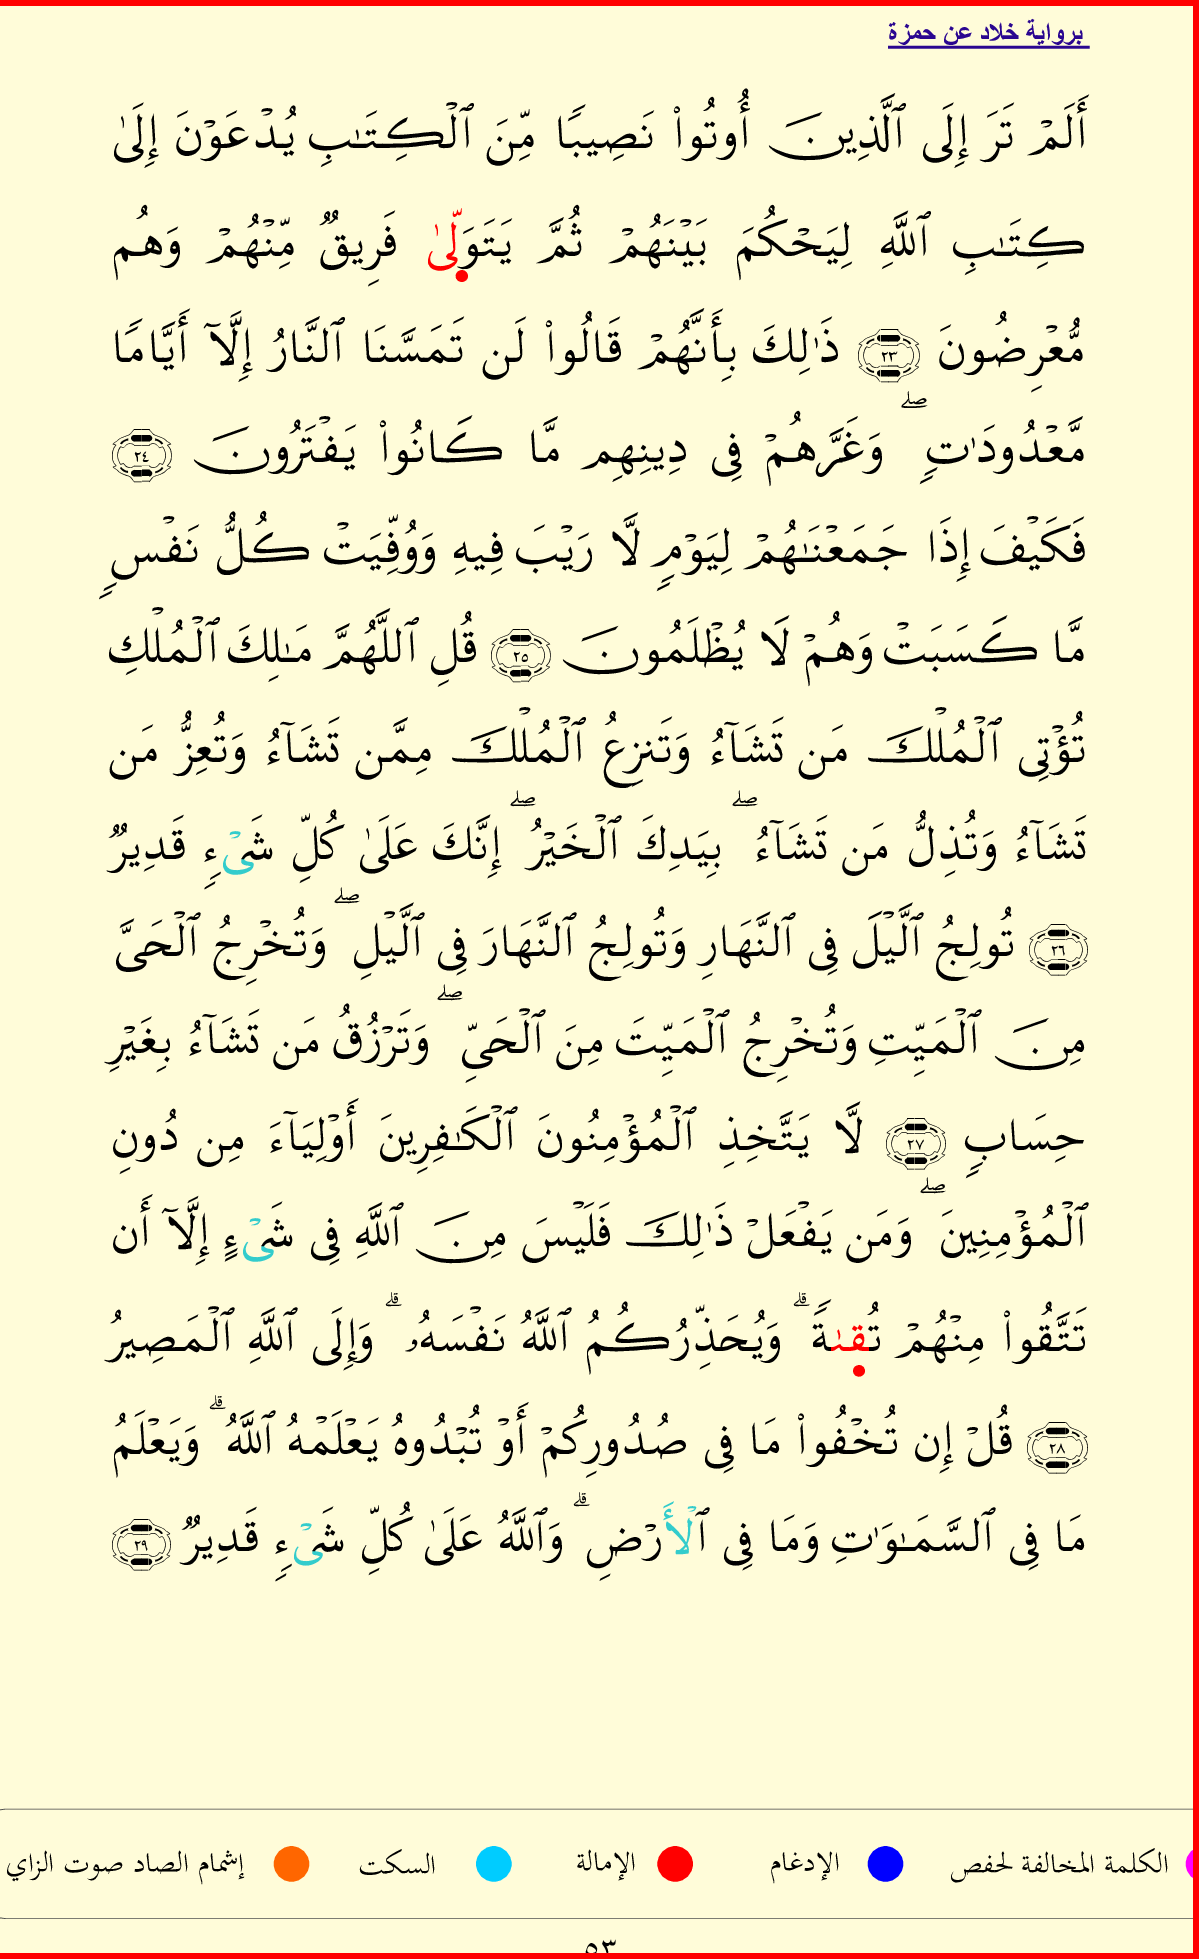 برواية خلاد عن حمزة
أَلَمۡ تَرَ إِلَى ٱلَّذِينَ أُوتُواْ نَصِيبٗا مِّنَ ٱلۡكِتَٰبِ يُدۡعَوۡنَ إِلَىٰ
كِتَٰبِ ٱللَّهِ لِيَحۡكُمَ بَيۡنَهُمۡ ثُمَّ يَتَوَلّىٰ فَرِيقٞ مِّنۡهُمۡ وَهُم
مُّعۡرِضُونَ ٢٣ ذَٰلِكَ بِأَنَّهُمۡ قَالُواْ لَن تَمَسَّنَا ٱلنَّارُ إِلَّآ أَيَّامٗا
مَّعۡدُودَٰتٖۖ وَغَرَّهُمۡ فِي دِينِهِم مَّا كَانُواْ يَفۡتَرُونَ ٢٤
فَكَيۡفَ إِذَا جَمَعۡنَٰهُمۡ لِيَوۡمٖ لَّا رَيۡبَ فِيهِ وَوُفِّيَتۡ كُلُّ نَفۡسٖ
مَّا كَسَبَتۡ وَهُمۡ لَا يُظۡلَمُونَ ٢٥ قُلِ ٱللَّهُمَّ مَٰلِكَ ٱلۡمُلۡكِ
تُؤۡتِي ٱلۡمُلۡكَ مَن تَشَآءُ وَتَنزِعُ ٱلۡمُلۡكَ مِمَّن تَشَآءُ وَتُعِزُّ مَن
تَشَآءُ وَتُذِلُّ مَن تَشَآءُۖ بِيَدِكَ ٱلۡخَيۡرُۖ إِنَّكَ عَلَىٰ كُلِّ شَيۡءٖ قَدِيرٞ
٢٦ تُولِجُ ٱلَّيۡلَ فِي ٱلنَّهَارِ وَتُولِجُ ٱلنَّهَارَ فِي ٱلَّيۡلِۖ وَتُخۡرِجُ ٱلۡحَيَّ
مِنَ ٱلۡمَيِّتِ وَتُخۡرِجُ ٱلۡمَيِّتَ مِنَ ٱلۡحَيِّۖ وَتَرۡزُقُ مَن تَشَآءُ بِغَيۡرِ
حِسَابٖ ٢٧ لَّا يَتَّخِذِ ٱلۡمُؤۡمِنُونَ ٱلۡكَٰفِرِينَ أَوۡلِيَآءَ مِن دُونِ
ٱلۡمُؤۡمِنِينَۖ وَمَن يَفۡعَلۡ ذَٰلِكَ فَلَيۡسَ مِنَ ٱللَّهِ فِي شَيۡءٍ إِلَّآ أَن
تَتَّقُواْ مِنۡهُمۡ تُقىٰةٗۗ وَيُحَذِّرُكُمُ ٱللَّهُ نَفۡسَهُۥۗ وَإِلَى ٱللَّهِ ٱلۡمَصِيرُ
٢٨ قُلۡ إِن تُخۡفُواْ مَا فِي صُدُورِكُمۡ أَوۡ تُبۡدُوهُ يَعۡلَمۡهُ ٱللَّهُۗ وَيَعۡلَمُ
مَا فِي ٱلسَّمَٰوَٰتِ وَمَا فِي ٱلۡأَرۡضِۗ وَٱللَّهُ عَلَىٰ كُلِّ شَيۡءٖ قَدِيرٞ ٢٩
الكلمة المخالفة لحفص الإدغام الإمالة السكت إشمام الصاد صوت الزاي
٥٣